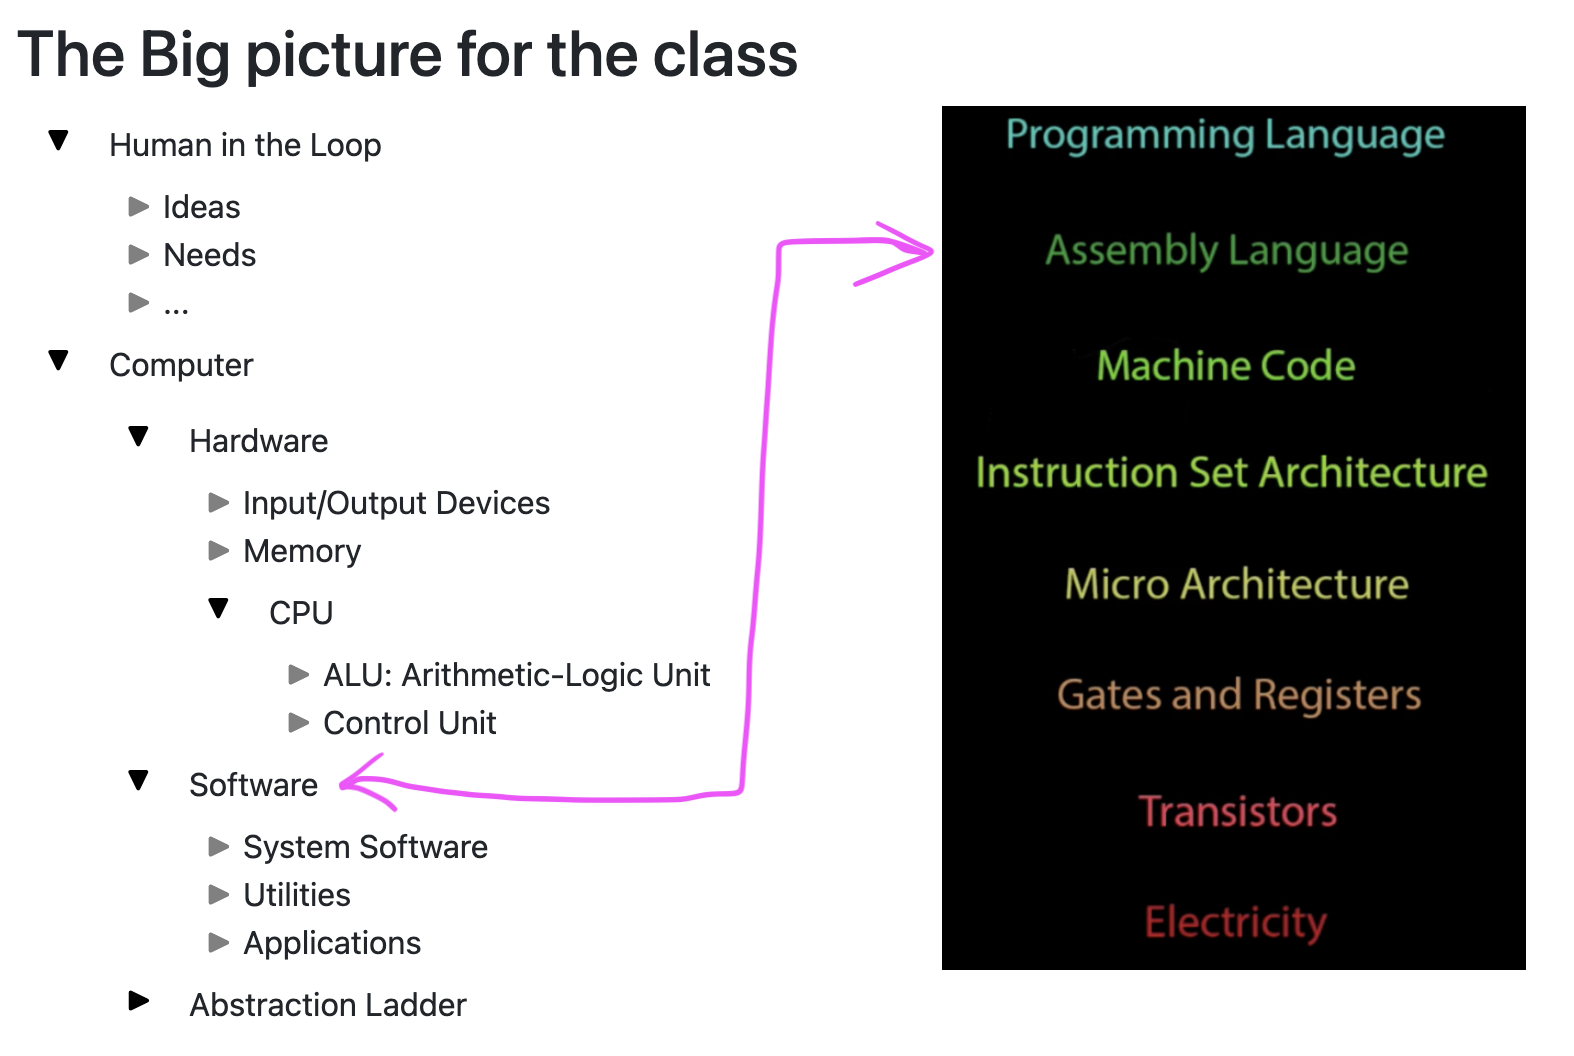 The Big picture for the class
Human in the Loop
Ideas
Needs
...
Computer
Hardware
Input/Output Devices
Memory
CPU
ALU: Arithmetic-Logic Unit
Control Unit
Software
System Software
Utilities
Applications
Abstraction Ladder
Programming Language
Assembly Language
Machine Code
Instruction Set Architecture
Micro Architecture
Gates and Registers
Transistors
Electricity